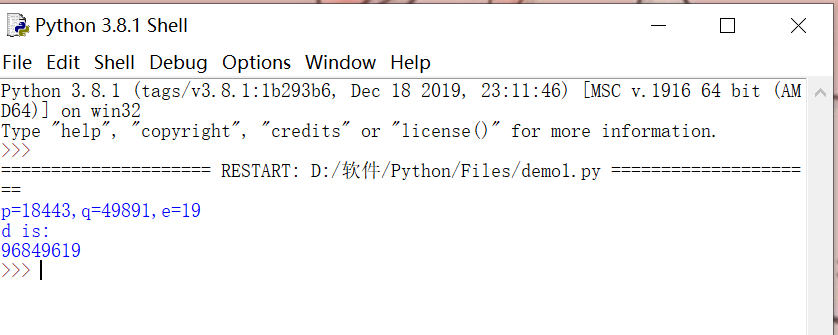 Python 3.8.1 Shell
File Edit Shell Debug Options Window Help
Python 3.8.1 (tags/v3.8.1:1b293b6, Dec 18 2019, 23:11:46) [MSC v.1916 64 bit (AM
D64)] on win32
Type "help", "copyright", "credits" or "license()" for more information.
>>>
===================== RESTART: D:/软件/Python/Files/demo1.py ===================
==
p=18443,q=49891,e=19
d is:
96849619
>>>